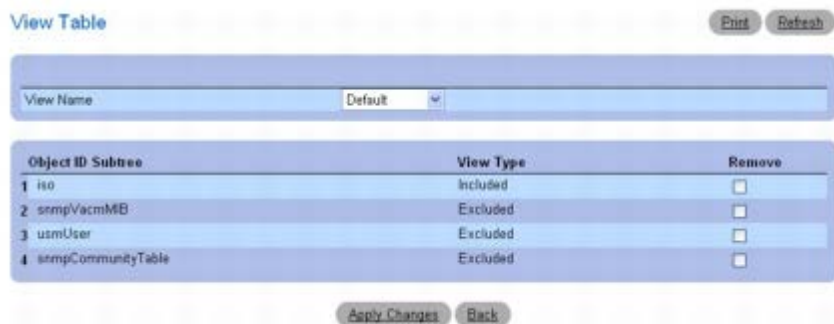 View Table Print Refresh
View Name Default
Object ID Subtree View Type Remove
1 iso Included
2 snmpVacmMIB Excluded
3 usmUser Excluded
4 snmpCommunityTable Excluded
Apply Changes Back